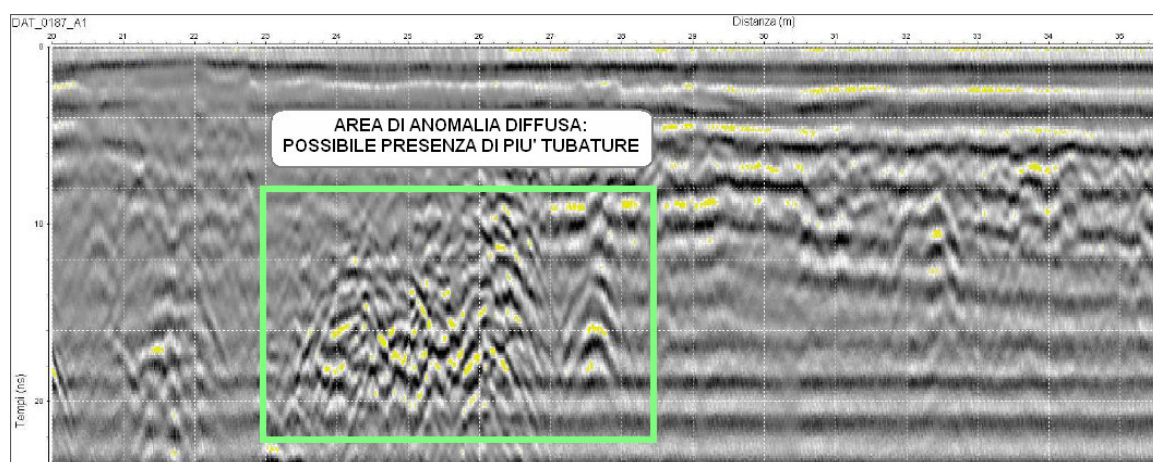 DAT_0187_A1
Distanza (m)
20 21 22 23 24 25 26 27 28 29 30 31 32 33 34 35
0
AREA DI ANOMALIA DIFFUSA:
POSSIBILE PRESENZA DI PIU' TUBATURE
10
20
Tempi (ns)